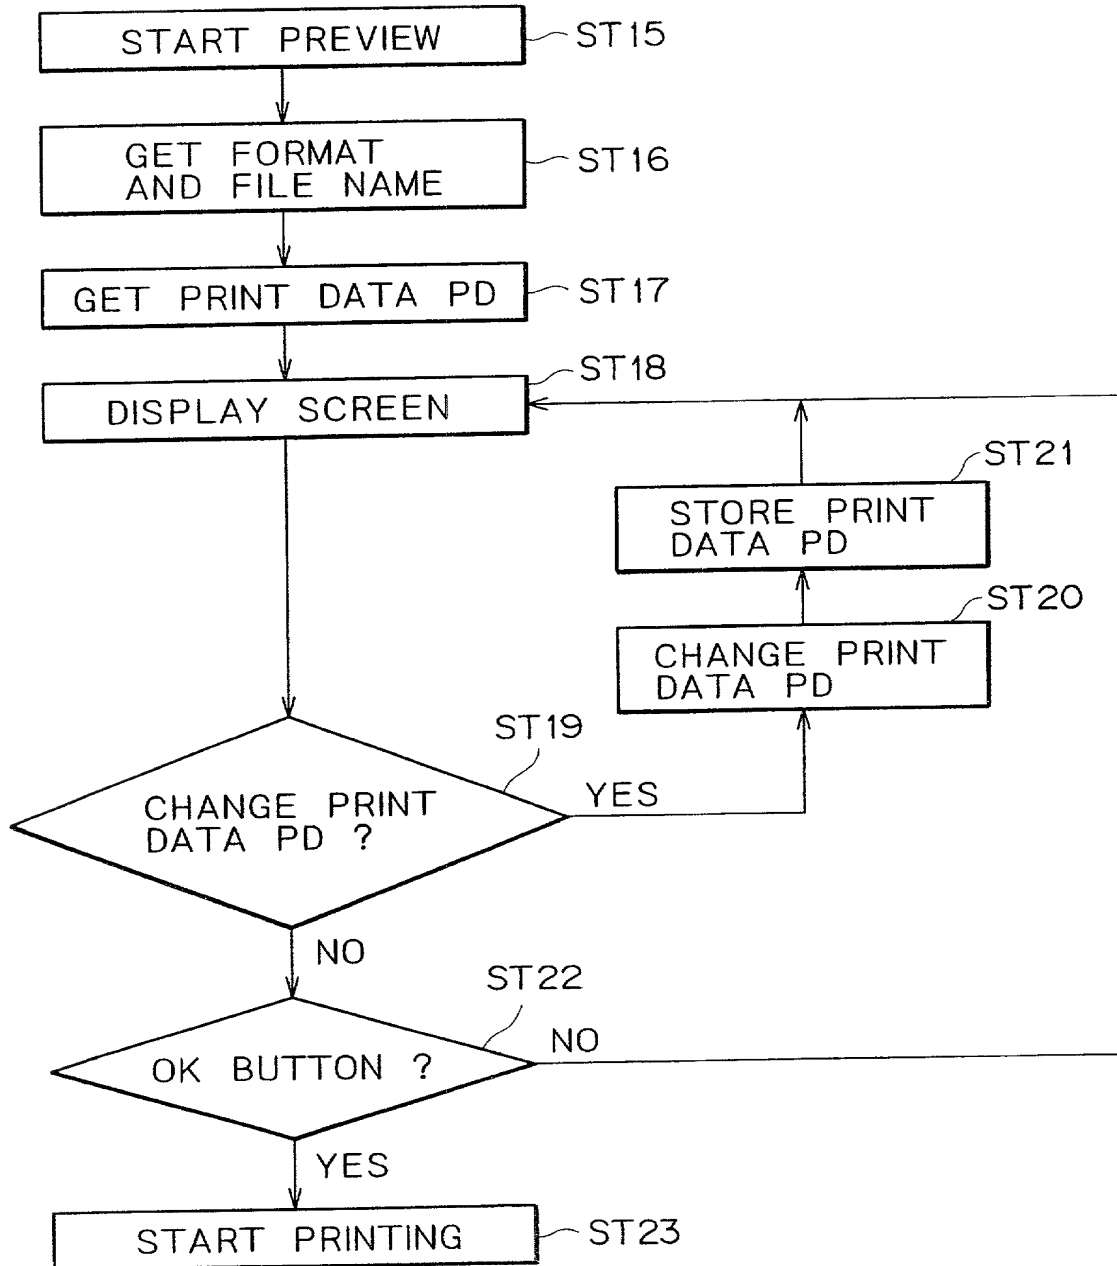 START PREVIEW
ST15
GET FORMAT
AND FILE NAME
ST16
GET PRINT DATA PD
ST17
DISPLAY SCREEN
ST18
STORE PRINT
DATA PD
ST21
CHANGE PRINT
DATA PD
ST20
CHANGE PRINT
DATA PD ?
ST19
YES
NO
OK BUTTON ?
ST22
NO
YES
START PRINTING
ST23